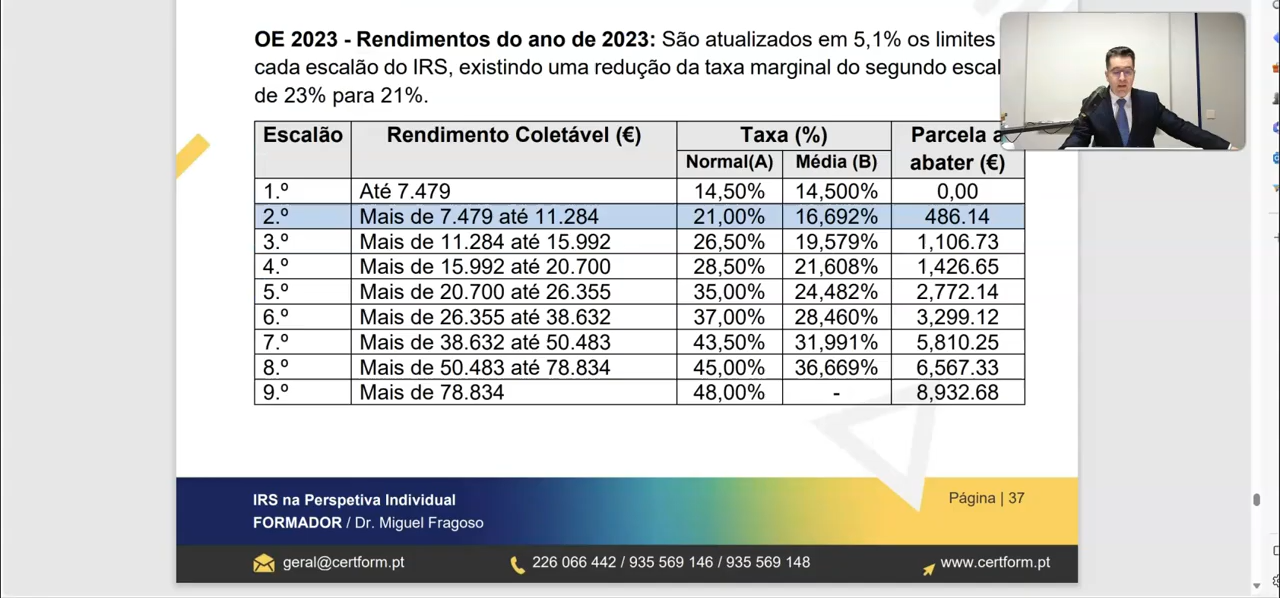 OE 2023 - Rendimentos do ano de 2023: São atualizados em 5,1% os limites
cada escalão do IRS, existindo uma redução da taxa marginal do segundo
de 23% para 21%.
Escalão Rendimento Coletável (€) Taxa (%) Parcela
Normal(A) Média (B) abater (€)
1.º Até 7.479 14,50% 14,500% 0,00
2.º Mais de 7.479 até 11.284 21,00% 16,692% 486.14
3.º Mais de 11.284 até 15.992 26,50% 19,579% 1,106.73
4.º Mais de 15.992 até 20.700 28,50% 21,608% 1,426.65
5.º Mais de 20.700 até 26.355 35,00% 24,482% 2,772.14
6.º Mais de 26.355 até 38.632 37,00% 28,460% 3,299.12
7.º Mais de 38.632 até 50.483 43,50% 31,991% 5,810.25
8.º Mais de 50.483 até 78.834 45,00% 36,669% 6,567.33
9.º Mais de 78.834 48,00% - 8,932.68
IRS na Perspetiva Individual
Página | 37
FORMADOR / Dr. Miguel Fragoso
geral@certform.pt 226 066 442 / 935 569 146 / 935 569 148 www.certform.pt